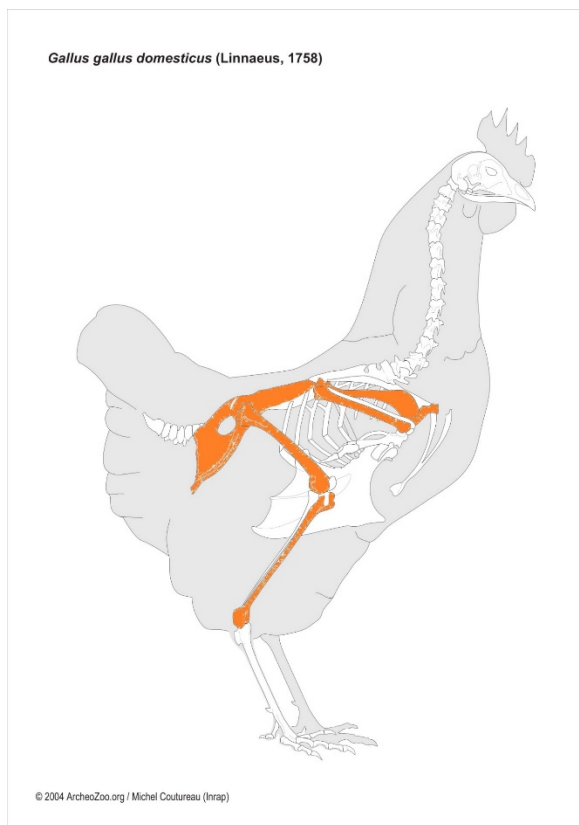 Gallus gallus domesticus (Linnaeus, 1758)
© 2004 ArcheoZoo.org / Michel Coutureau (Inrap)